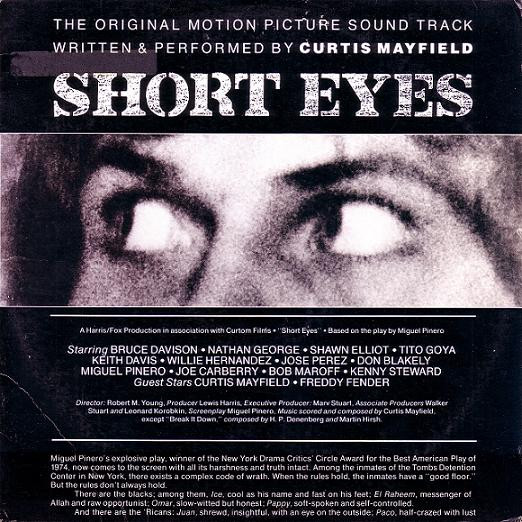 THE ORIGINAL MOTION PICTURE SOUND TRACK
WRITTEN & PERFORMED BY CURTIS MAYFIELD
SHORT EYES
A Harris/Fox Production in association with Curtom Films • "Short Eyes" • Based on the play by Miguel Pinero
Starring BRUCE DAVISON • NATHAN GEORGE • SHAWN ELLIOT • TITO GOYA
KEITH DAVIS • WILLIE HERNANDEZ • JOSE PEREZ • DON BLAKELY
MIGUEL PINERO • JOE CARBERRY • BOB MAROFF • KENNY STEWARD
Guest Stars CURTIS MAYFIELD • FREDDY FENDER
Director: Robert M. Young, Producer Lewis Harris, Executive Producer: Marv Stuart, Associate Producers Walker
Stuart and Leonard Korobkin, Screenplay Miguel Pinero, Music scored and composed by Curtis Mayfield,
except "Break It Down," composed by H. P. Denenberg and Martin Hirsh.
Miguel Pinero's explosive play, winner of the New York Drama Critics' Circle Award for the Best American Play of
1974, now comes to the screen with all its harshness and truth intact. Among the inmates of the Tombs Detention
Center in New York, there exists a complex code of wrath. When the rules hold, the inmates have a "good floor."
But the rules don't always hold.
There are the blacks; among them, Ice, cool as his name and fast on his feet; El Raheem, messenger of
Allah and raw opportunist; Omar, slow-witted but honest; Pappy, soft-spoken and self-controlled.
And there are the 'Ricans: Juan, shrewd, insightful, with an eye on the outside; Paco, half-crazed with lust